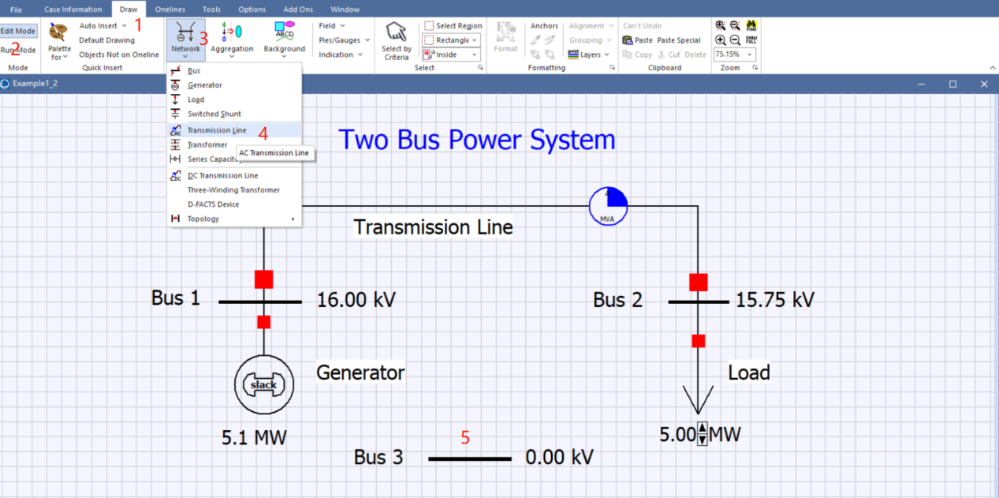 File Case Information Draw Onelines Tools Options Add Ons Window
1
Edit Mode
Run Mode
2
Mode
Palette
for
Auto Insert
Default Drawing
Objects Not on Oneline
Quick Insert
Network
3
Aggregation
ABCD
Background
Field
Pies/Gauges
Indication
Select by
Criteria
Select Region
Rectangle
Inside
Select
Format
Anchors
Alignment
Grouping
Layers
Formatting
Can't Undo
Paste Paste Special
Copy Cut Delete
Clipboard
75.15%
Zoom
Example1_2
Bus
Generator
Load
Switched Shunt
Transmission Line
4
Transformer
AC Transmission Line
Series Capacito
DC Transmission Line
Three-Winding Transformer
D-FACTS Device
Topology
Two Bus Power System
A
MVA
Transmission Line
Bus 1 16.00 kV
Bus 2 15.75 kV
Generator
slack
Load
5.1 MW
5.00 MW
5
Bus 3 0.00 kV